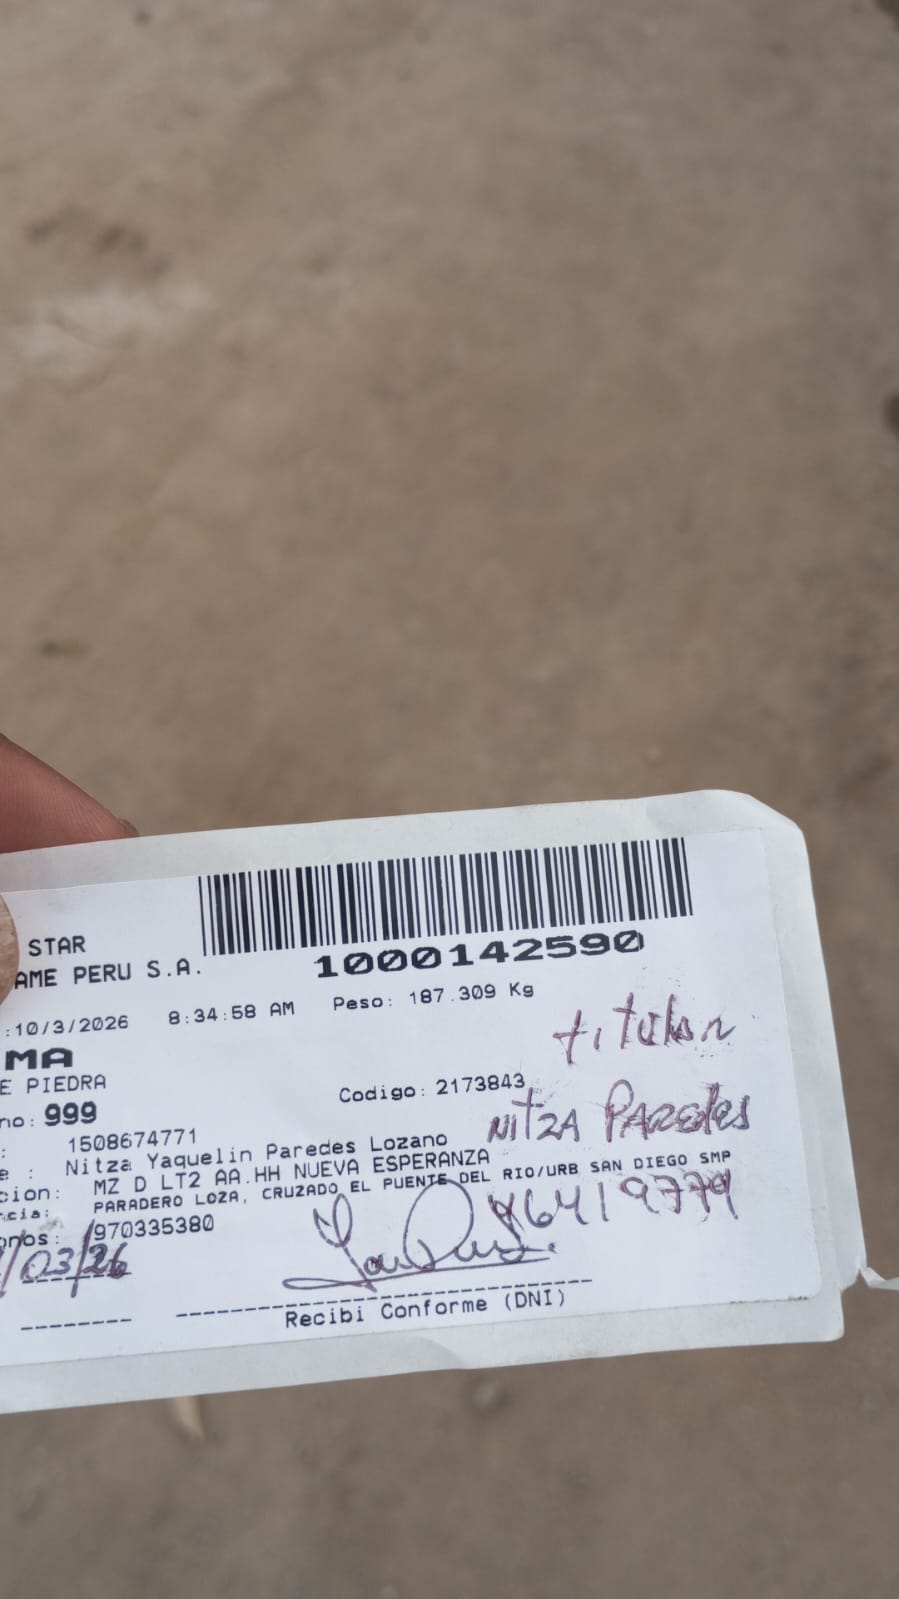 STAR
AME PERU S.A.
1000142590
:10/3/2026 8:34:58 AM Peso: 187.309 Kg
MA
E PIEDRA
Codigo: 2173843
no: 999
titular
: 1508674771
Nitza Paredes
e : Nitza Yaquelin Paredes Lozano
cion: MZ D LT2 AA.HH NUEVA ESPERANZA
cia: PARADERO LOZA, CRUZADO EL PUENTE DEL RIO/URB SAN DIEGO SMP
onos: 970335380
/03/26
Recibi Conforme (DNI)